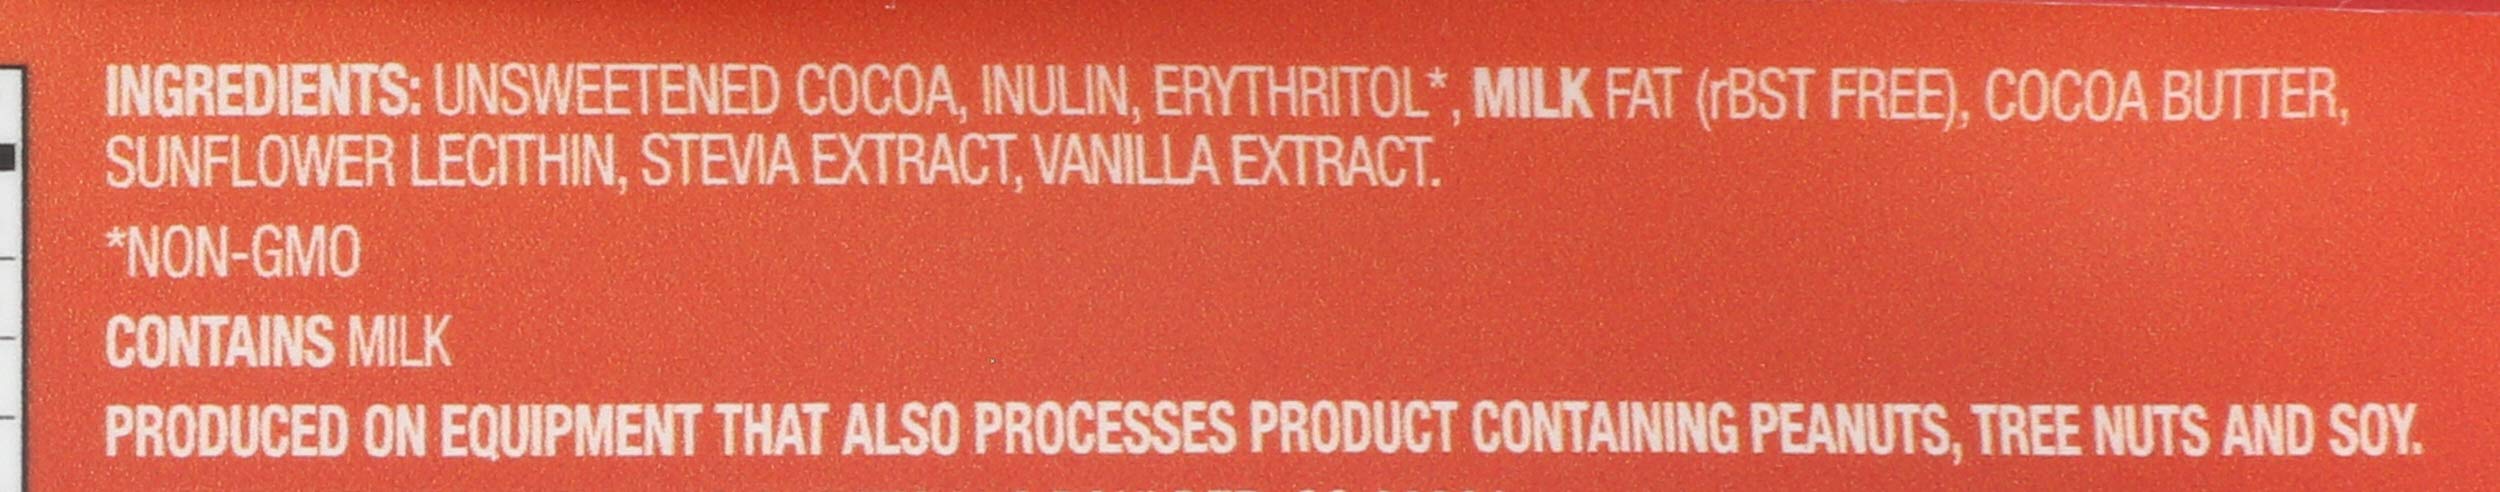 INGREDIENTS: UNSWEETENED COCOA, INULIN, ERYTHRITOL*, MILK FAT (rBST FREE), COCOA BUTTER,
SUNFLOWER LECITHIN, STEVIA EXTRACT, VANILLA EXTRACT.
*NON-GMO
CONTAINS MILK
PRODUCED ON EQUIPMENT THAT ALSO PROCESSES PRODUCT CONTAINING PEANUTS, TREE NUTS AND SOY.